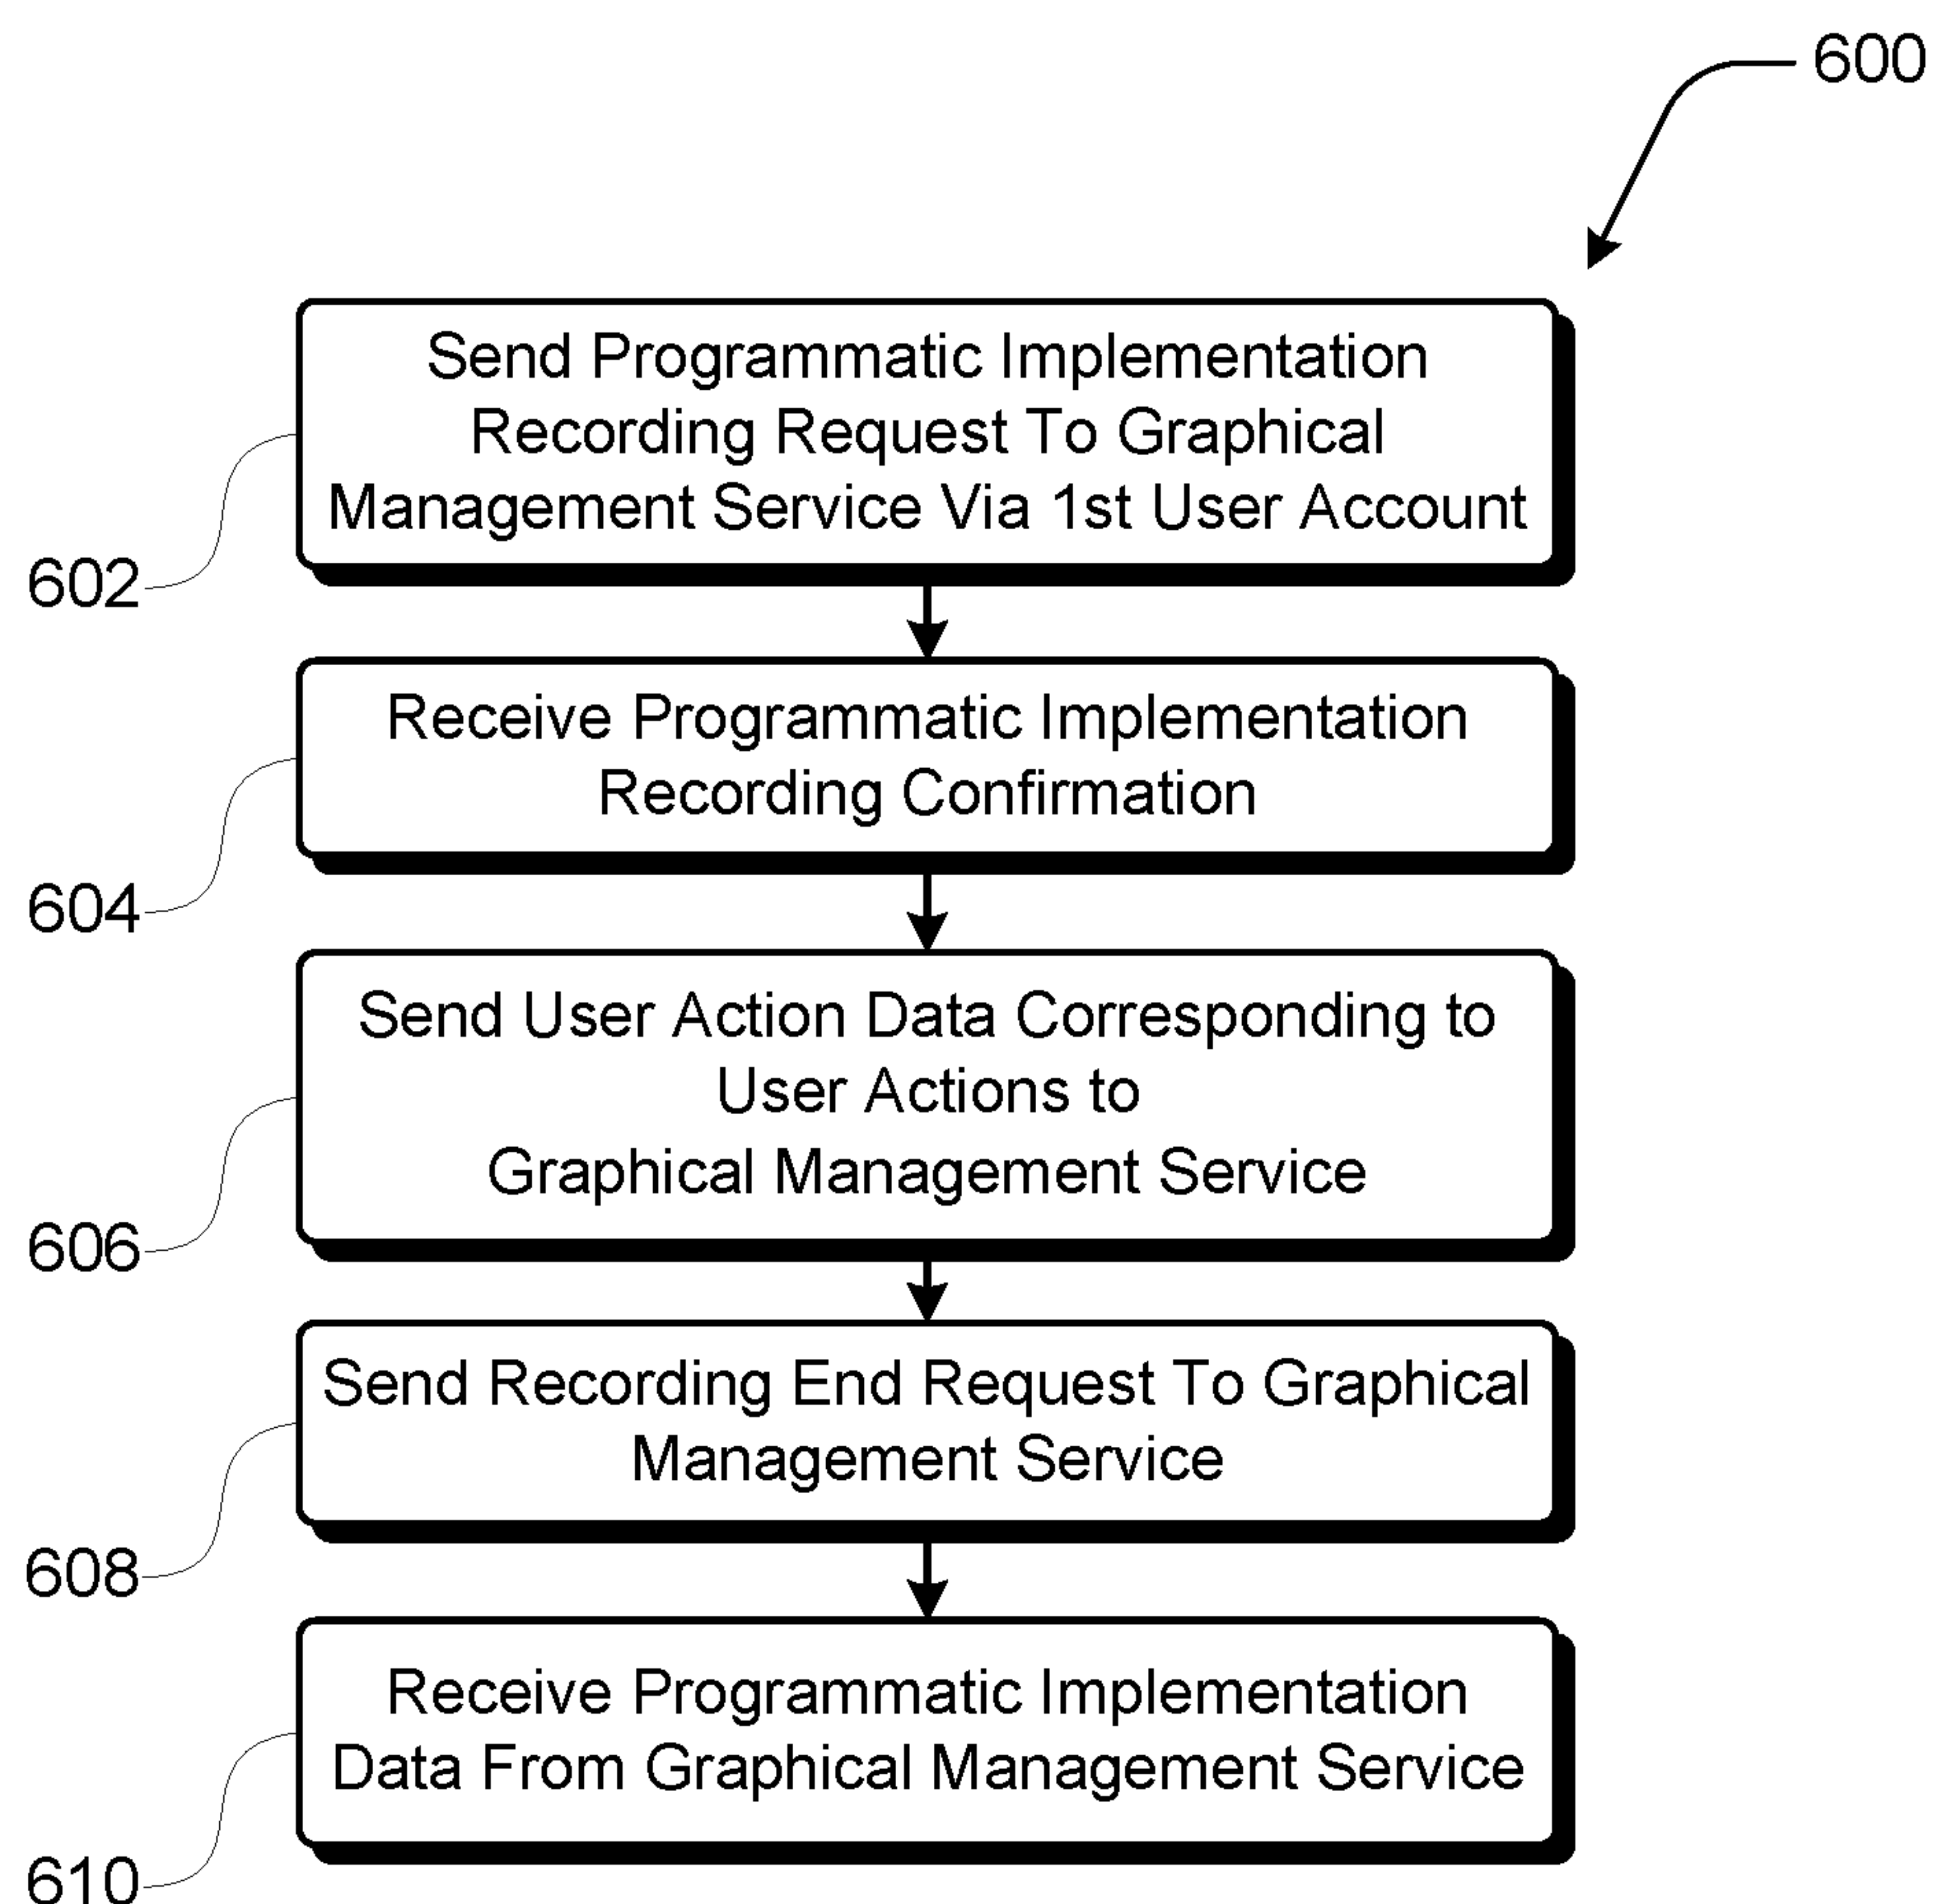 600
Send Programmatic Implementation
Recording Request To Graphical
Management Service Via 1st User Account
602
Receive Programmatic Implementation
Recording Confirmation
604
Send User Action Data Corresponding to
User Actions to
Graphical Management Service
606
Send Recording End Request To Graphical
Management Service
608
Receive Programmatic Implementation
Data From Graphical Management Service
610